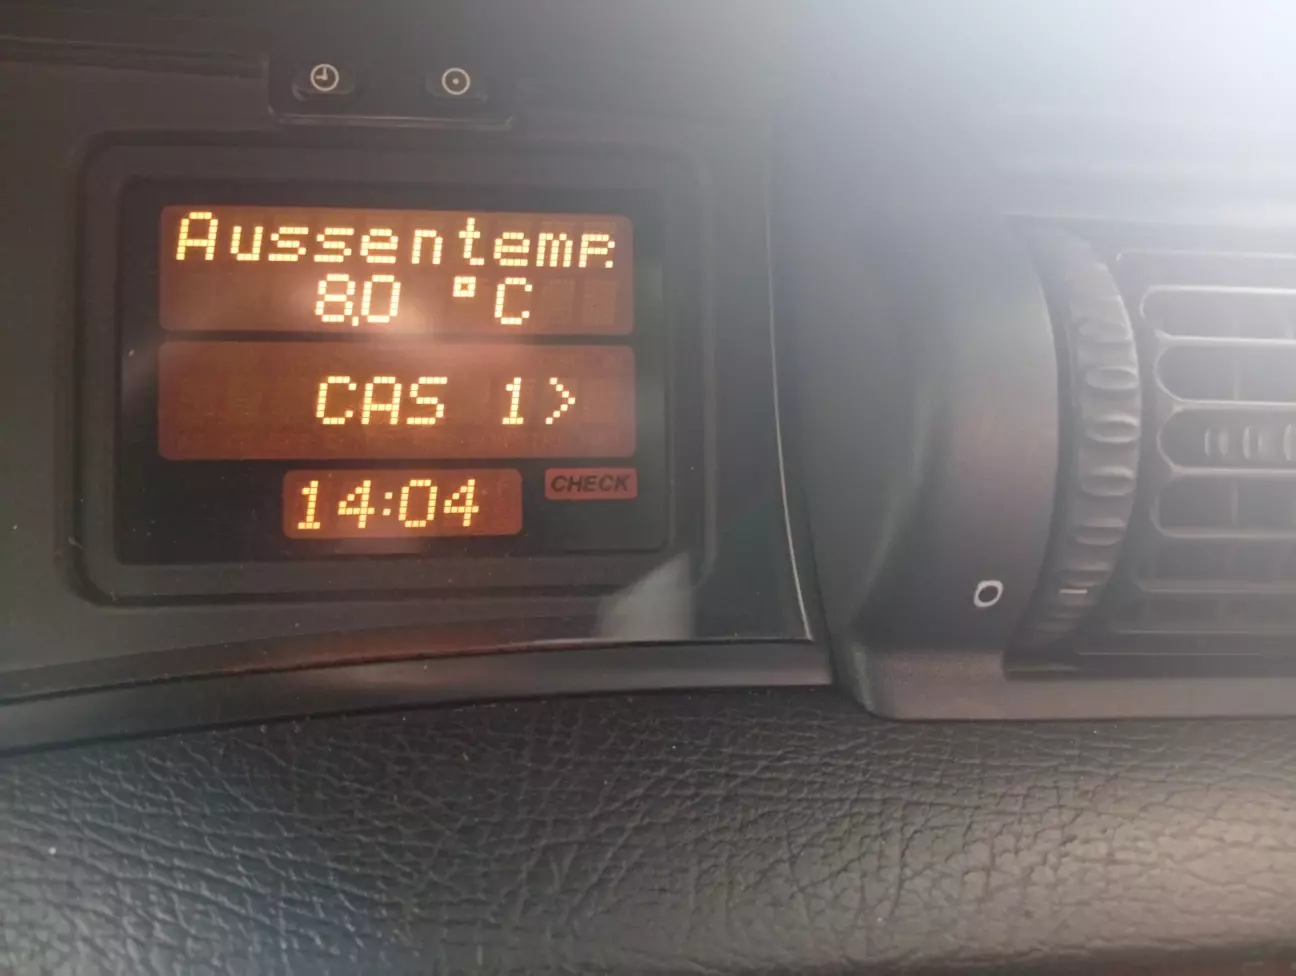 Aussentemp.
8,0 °C
CAS 1>
14:04
CHECK